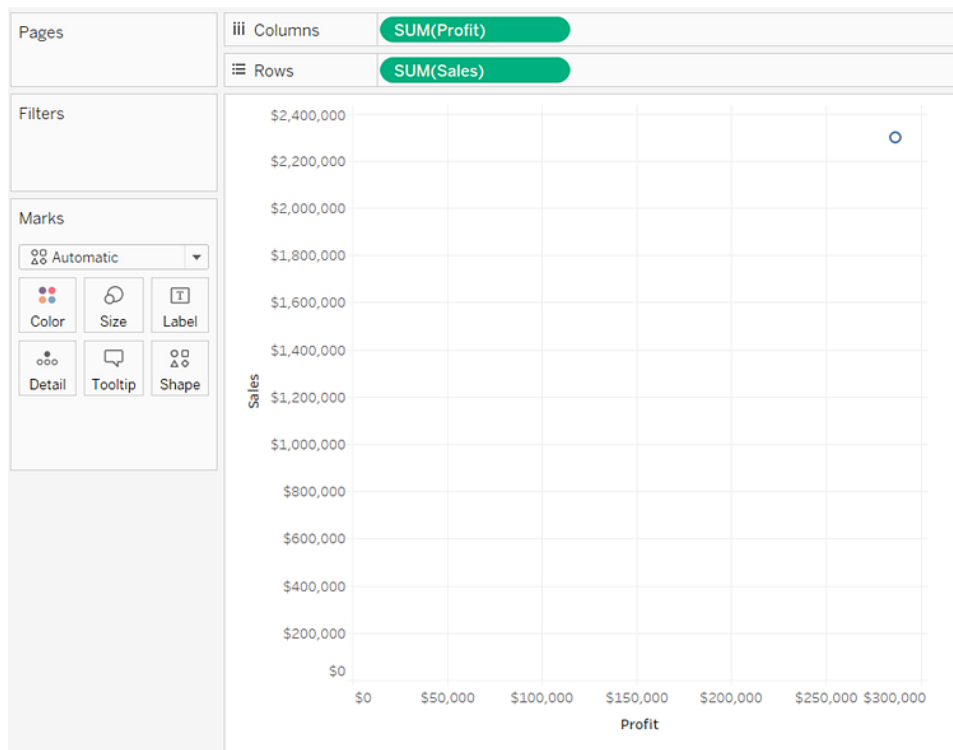 Pages
Columns
SUM(Profit)
Rows
SUM(Sales)
Filters
Marks
Automatic
Color
Size
Label
T
Detail
Tooltip
Shape
$2,400,000
$2,200,000
$2,000,000
$1,800,000
$1,600,000
$1,400,000
$1,200,000
$1,000,000
$800,000
$600,000
$400,000
$200,000
$0
Sales
$0 $50,000 $100,000 $150,000 $200,000 $250,000 $300,000
Profit